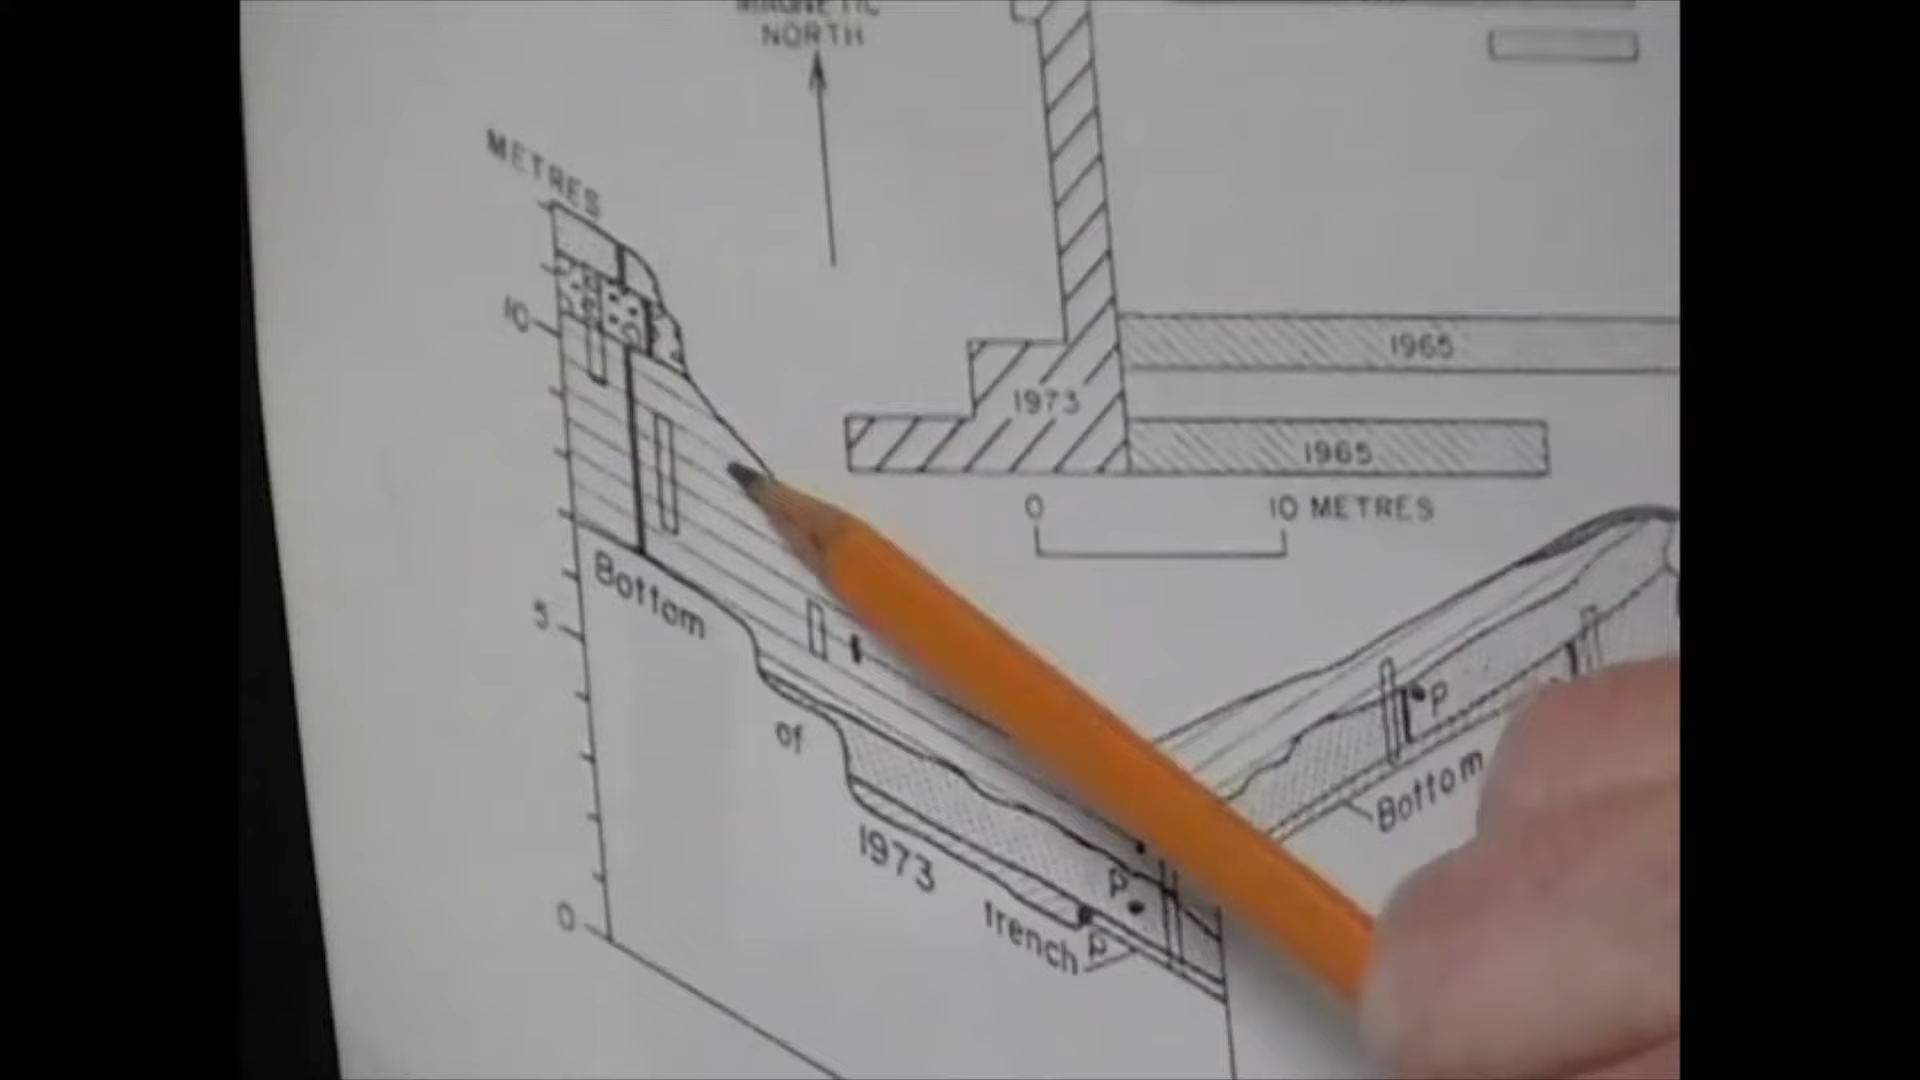 MAGNETIC
NORTH
METRES
10
5
0
1973
1965
1965
0
10 METRES
Bottom
of
1973
trench
P
P
P
Bottom